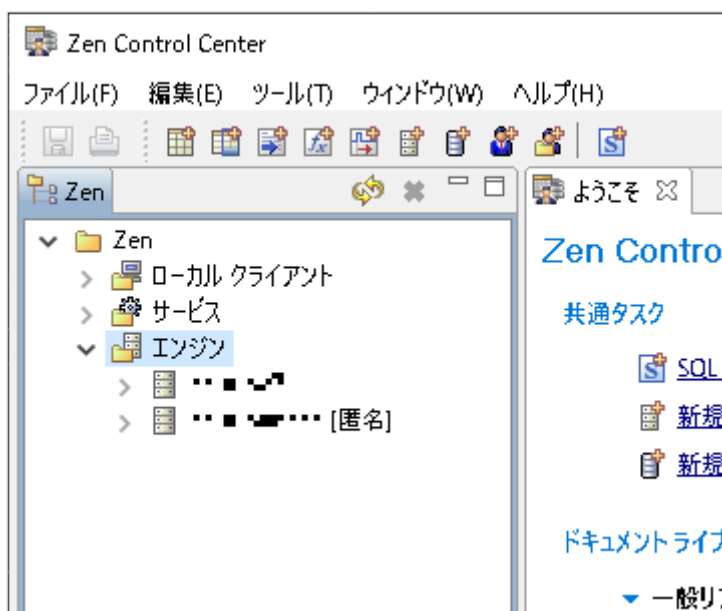 Zen Control Center
ファイル(F) 編集(E) ツール(T) ウィンドウ(W) ヘルプ(H)
Zen
ようこそ
Zen
ローカル クライアント
サービス
エンジン
[匿名]
Zen Contro
共通タスク
SQL
新規
新規
ドキュメント ライブ
一般リ